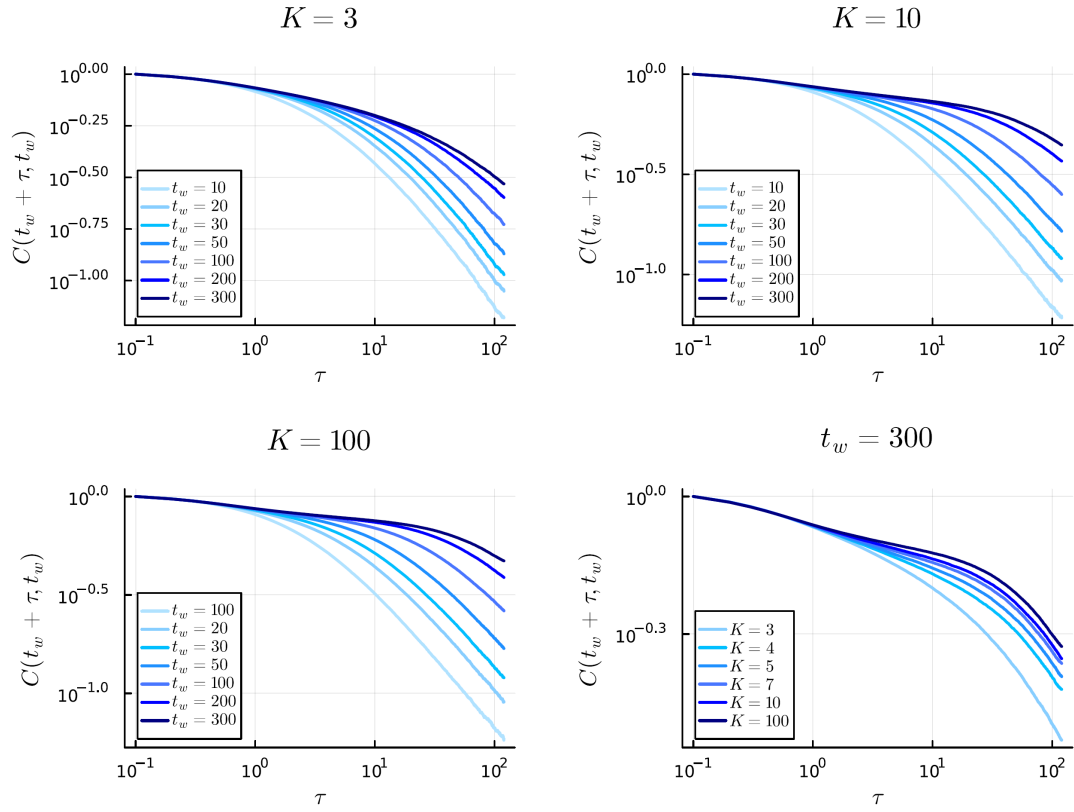 K = 3
C(t_w + τ, t_w)
10^0.00
10^−0.25
10^−0.50
10^−0.75
10^−1.00
t_w = 10
t_w = 20
t_w = 30
t_w = 50
t_w = 100
t_w = 200
t_w = 300
10^−1
10^0
10^1
10^2
τ
K = 10
C(t_w + τ, t_w)
10^0.0
10^−0.5
10^−1.0
t_w = 10
t_w = 20
t_w = 30
t_w = 50
t_w = 100
t_w = 200
t_w = 300
10^−1
10^0
10^1
10^2
τ
K = 100
C(t_w + τ, t_w)
10^0.0
10^−0.5
10^−1.0
t_w = 100
t_w = 20
t_w = 30
t_w = 50
t_w = 100
t_w = 200
t_w = 300
10^−1
10^0
10^1
10^2
τ
t_w = 300
C(t_w + τ, t_w)
10^0.0
10^−0.3
K = 3
K = 4
K = 5
K = 7
K = 10
K = 100
10^−1
10^0
10^1
10^2
τ